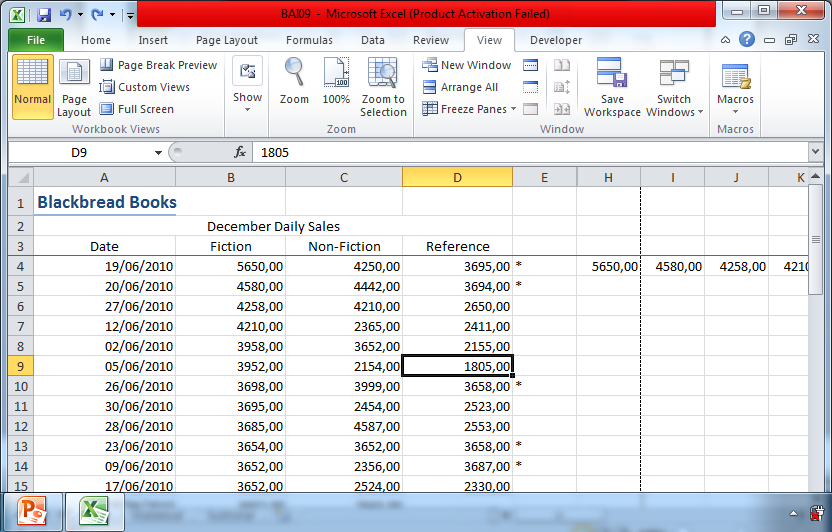 BAI09 - Microsoft Excel (Product Activation Failed)
File Home Insert Page Layout Formulas Data Review View Developer
Normal Page Layout Page Break Preview Custom Views Full Screen Show Zoom 100% Zoom to Selection New Window Arrange All Freeze Panes Save Workspace Switch Windows Macros
Workbook Views Zoom Window Macros
D9 fx 1805
A B C D E H I J K
1 Blackbread Books
2 December Daily Sales
3 Date Fiction Non-Fiction Reference
4 19/06/2010 5650,00 4250,00 3695,00 * 5650,00 4580,00 4258,00 4210
5 20/06/2010 4580,00 4442,00 3694,00 *
6 27/06/2010 4258,00 4210,00 2650,00
7 12/06/2010 4210,00 2365,00 2411,00
8 02/06/2010 3958,00 3652,00 2155,00
9 05/06/2010 3952,00 2154,00 1805,00
10 26/06/2010 3698,00 3999,00 3658,00 *
11 30/06/2010 3695,00 2454,00 2523,00
12 28/06/2010 3685,00 4587,00 2553,00
13 23/06/2010 3654,00 3652,00 3658,00 *
14 09/06/2010 3652,00 2356,00 3687,00 *
15 17/06/2010 3652,00 2524,00 2330,00